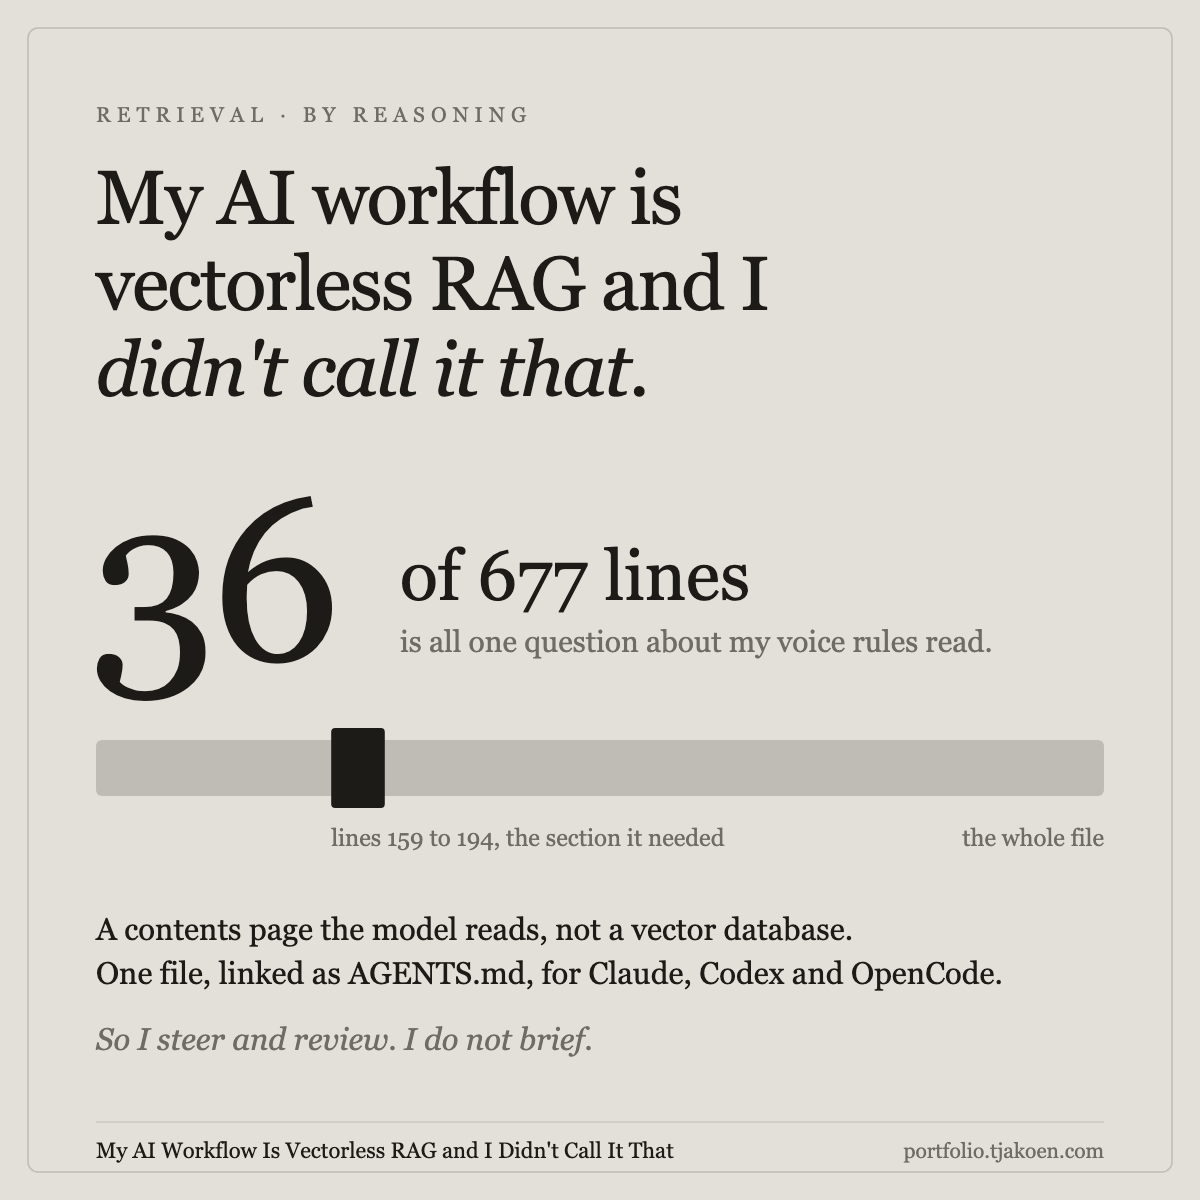 RETRIEVAL · BY REASONING
My AI workflow is
vectorless RAG and I
didn't call it that.
36
of 677 lines
is all one question about my voice rules read.
lines 159 to 194, the section it needed
the whole file
A contents page the model reads, not a vector database.
One file, linked as AGENTS.md, for Claude, Codex and OpenCode.
So I steer and review. I do not brief.
My AI Workflow Is Vectorless RAG and I Didn't Call It That
portfolio.tjakoen.com